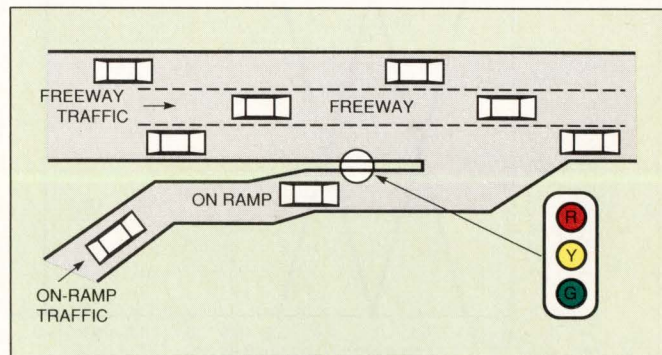 FREEWAY
TRAFFIC
FREEWAY
ON RAMP
R
Y
G
ON-RAMP
TRAFFIC